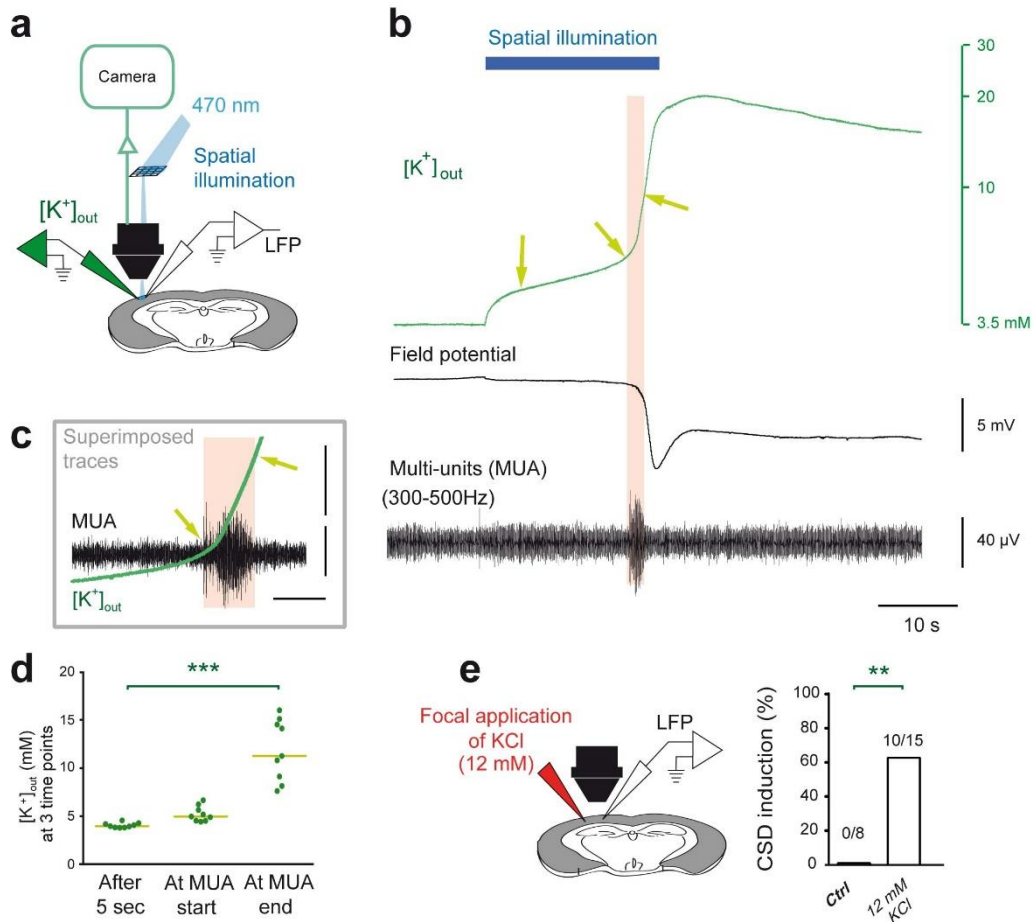 a
Camera
470 nm
Spatial
illumination
[K⁺]out
LFP
b
Spatial illumination
30
20
10
3.5 mM
[K⁺]out
Field potential
5 mV
Multi-units (MUA)
(300-500Hz)
40 µV
10 s
c
Superimposed
traces
MUA
[K⁺]out
d
***
[K⁺]out (mM)
at 3 time points
20
15
10
5
0
After
5 sec
At MUA
start
At MUA
end
e
Focal application
of KCl
(12 mM)
LFP
**
CSD induction (%)
100
80
60
40
20
0
0/8
10/15
Ctrl
12 mM
KCl